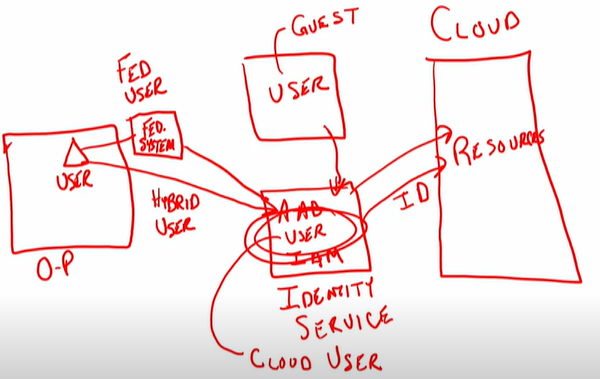 GUEST
CLOUD
FED
USER
USER
FED.
SYSTEM
USER
RESOURCES
HYBRID
USER
ID
AAD
USER
IAM
O-P
IDENTITY
SERVICE
CLOUD USER